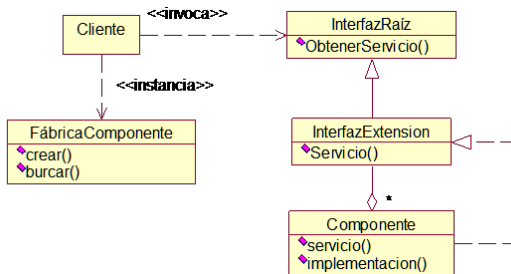 Cliente
<<invoca>>
InterfazRaíz
ObtenerServicio()
<<instancia>>
FábricaComponente
crear()
burcar()
InterfazExtension
Servicio()
*
Componente
servicio()
implementacion()